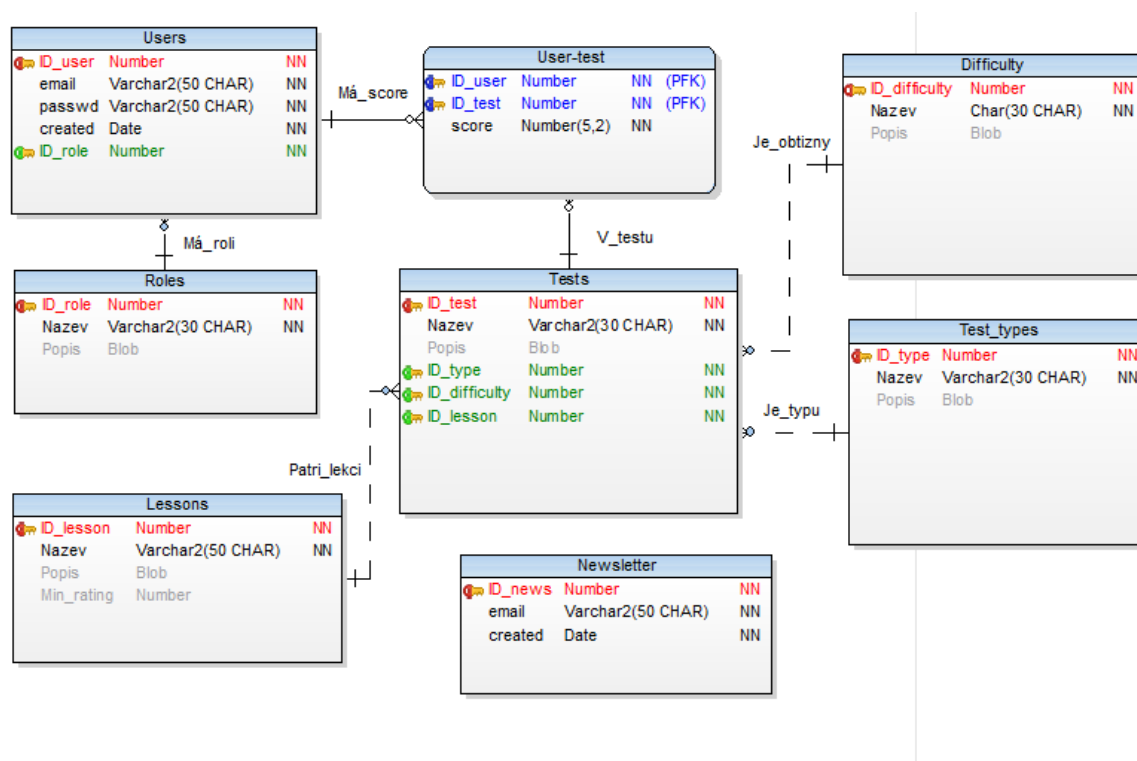 Users
ID_user Number NN
email Varchar2(50 CHAR) NN
passwd Varchar2(50 CHAR) NN
created Date NN
ID_role Number NN
Má_score
User-test
ID_user Number NN (PFK)
ID_test Number NN (PFK)
score Number(5,2) NN
Difficulty
ID_difficulty Number NN
Nazev Char(30 CHAR) NN
Popis Blob
Je_obtizny
Má_roli
V_testu
Roles
ID_role Number NN
Nazev Varchar2(30 CHAR) NN
Popis Blob
Tests
ID_test Number NN
Nazev Varchar2(30 CHAR) NN
Popis Blob
ID_type Number NN
ID_difficulty Number NN
ID_lesson Number NN
Test_types
ID_type Number NN
Nazev Varchar2(30 CHAR) NN
Popis Blob
Je_typu
Patri_lekci
Lessons
ID_lesson Number NN
Nazev Varchar2(50 CHAR) NN
Popis Blob
Min_rating Number
Newsletter
ID_news Number NN
email Varchar2(50 CHAR) NN
created Date NN